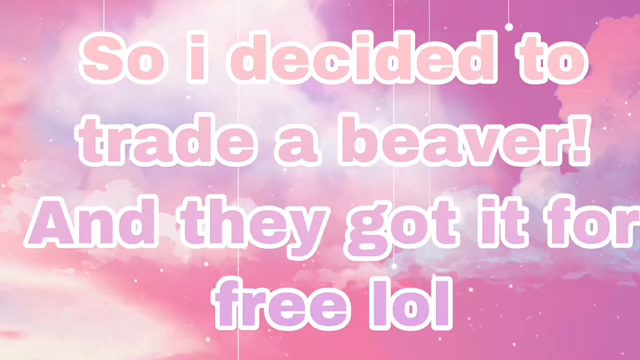 So i decided to
trade a beaver!
And they got it for
free lol